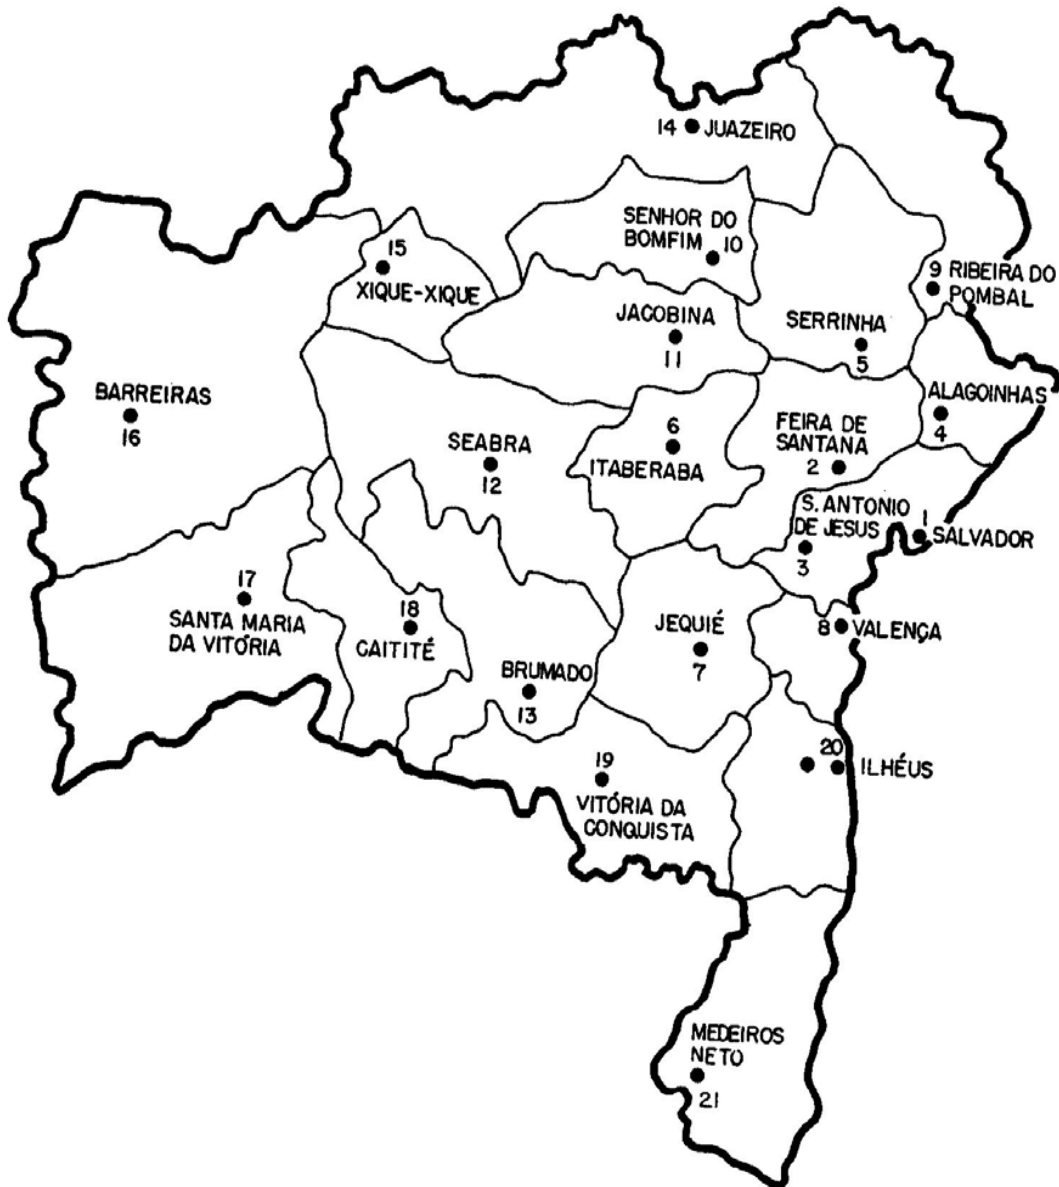 14 JUAZEIRO
SENHOR DO
BOMFIM 10
15
XIQUE-XIQUE
9 RIBEIRA DO
POMBAL
JACOBINA
11
SERRINHA
5
BARREIRAS
16
ALAGOINHAS
4
SEABRA
12
6
ITABERABA
FEIRA DE
SANTANA
2
S. ANTONIO
DE JESUS
3
1
SALVADOR
17
SANTA MARIA
DA VITÓRIA
18
CAITITÉ
JEQUIÉ
7
8 VALENÇA
BRUMADO
13
19
VITÓRIA DA
CONQUISTA
20
ILHÉUS
MEDEIROS
NETO
21